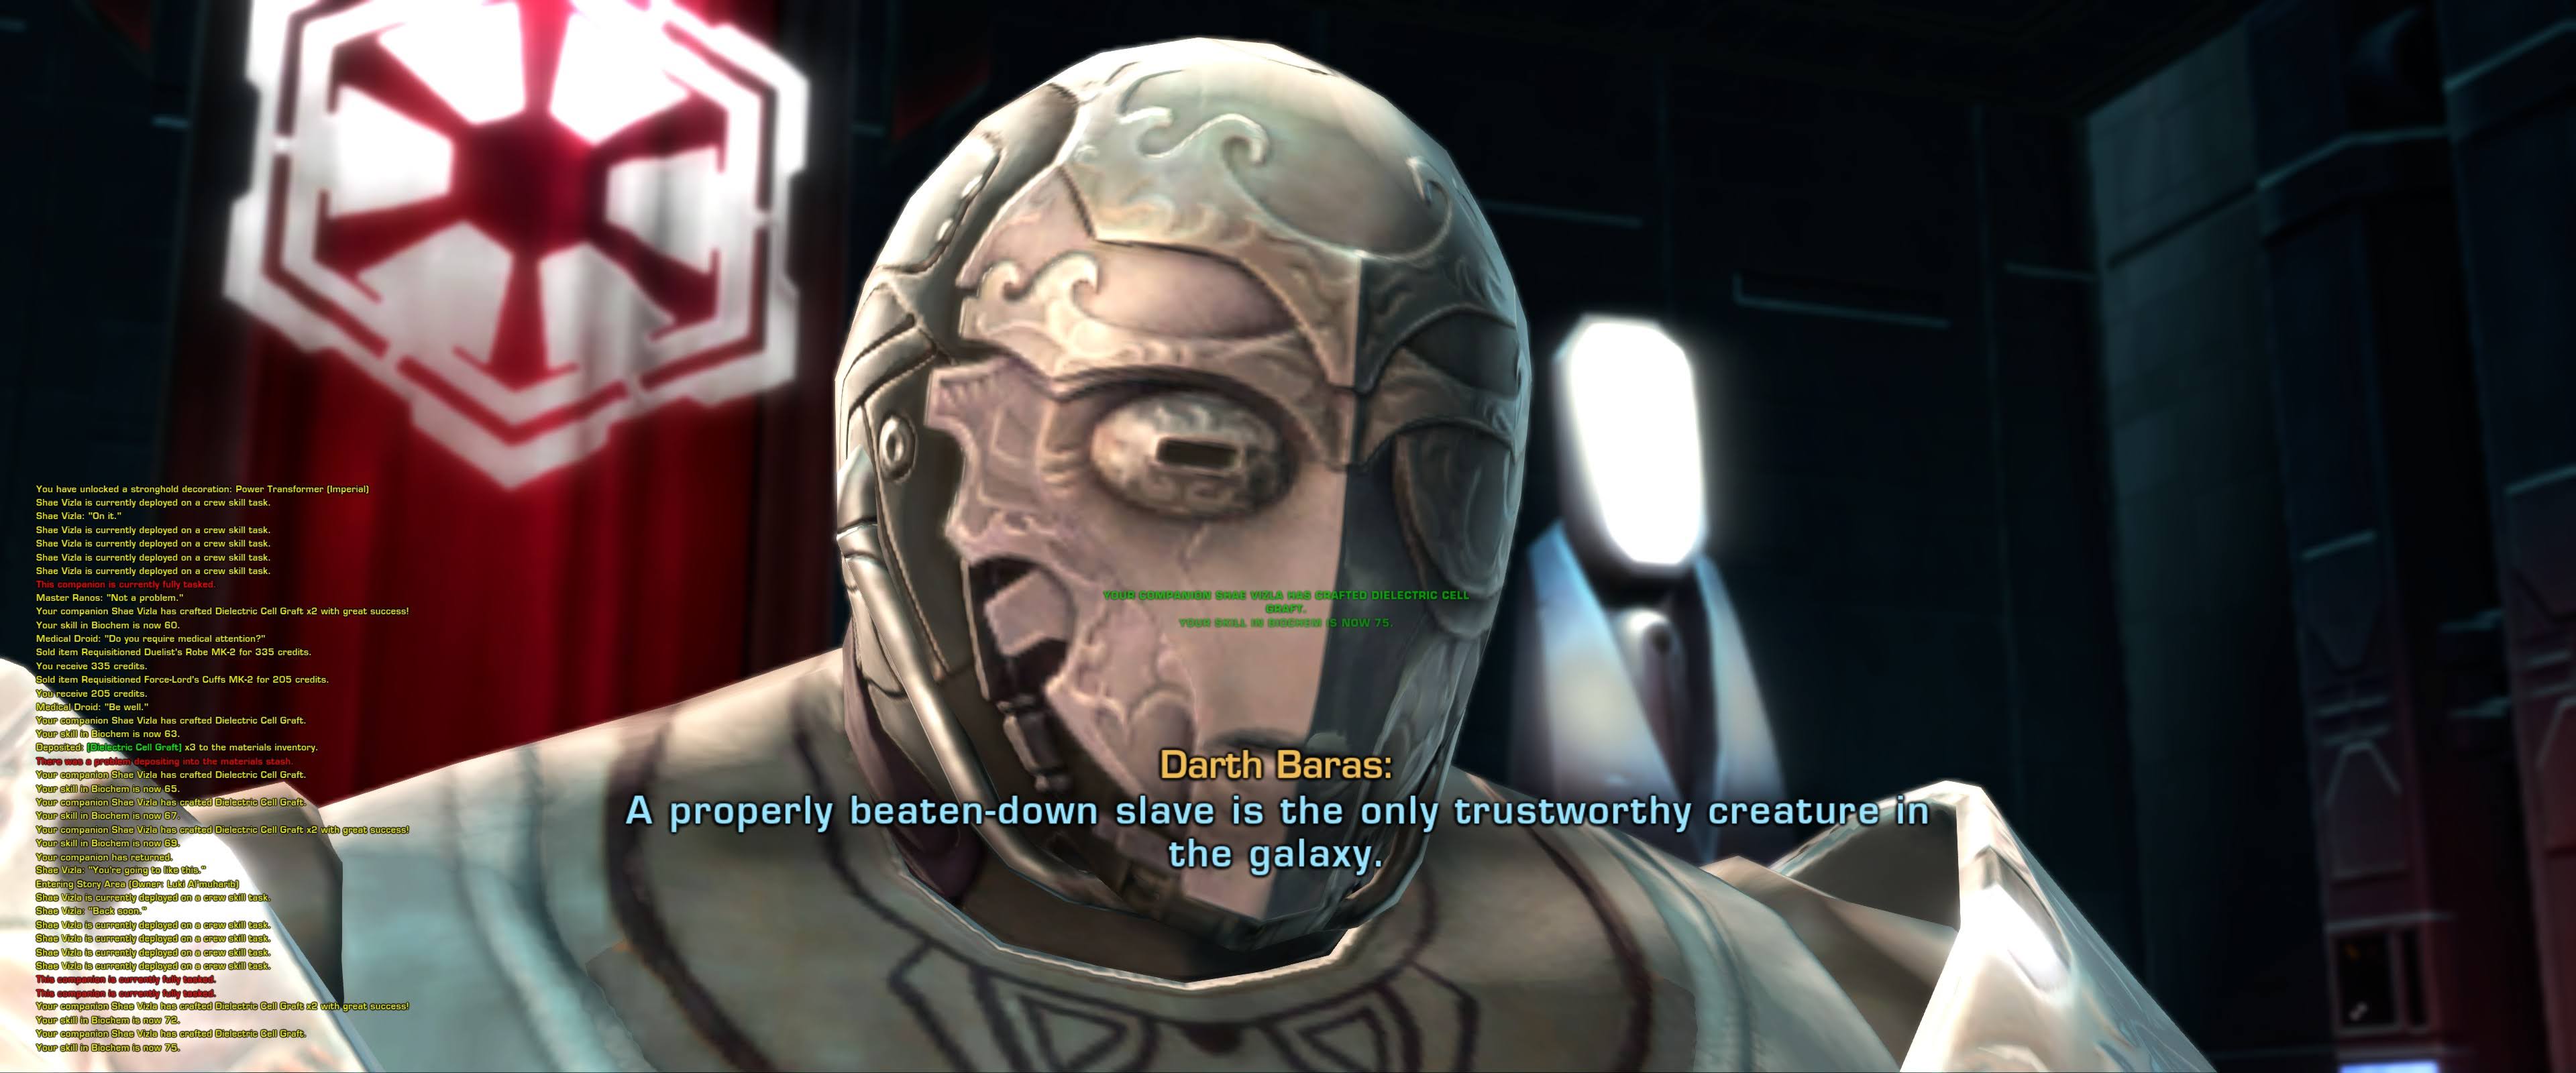 You have unlocked a stronghold decoration: Power Transformer (Imperial)
Shae Vizla is currently deployed on a crew skill task.
Shae Vizla: "On it."
Shae Vizla is currently deployed on a crew skill task.
Shae Vizla is currently deployed on a crew skill task.
Shae Vizla is currently deployed on a crew skill task.
Shae Vizla is currently deployed on a crew skill task.
This companion is currently fully tasked.
Master Ranos: "Not a problem."
Your companion Shae Vizla has crafted Dielectric Cell Graft x2 with great success!
Your skill in Biochem is now 60.
Medical Droid: "Do you require medical attention?"
Sold item Requisitioned Duelist's Robe MK-2 for 335 credits.
You receive 335 credits.
Sold item Requisitioned Force-Lord's Cuffs MK-2 for 205 credits.
You receive 205 credits.
Medical Droid: "Be well."
Your companion Shae Vizla has crafted Dielectric Cell Graft.
Your skill in Biochem is now 63.
Deposited: [Dielectric Cell Graft] x3 to the materials inventory.
There was a problem depositing into the materials stash.
Your companion Shae Vizla has crafted Dielectric Cell Graft.
Your skill in Biochem is now 65.
Your companion Shae Vizla has crafted Dielectric Cell Graft.
Your skill in Biochem is now 67.
Your companion Shae Vizla has crafted Dielectric Cell Graft x2 with great success!
Your skill in Biochem is now 69.
Your companion has returned.
Shae Vizla: "You're going to like this."
Entering Story Area (Owner: Luki Al'muharib)
Shae Vizla is currently deployed on a crew skill task.
Shae Vizla: "Back soon."
Shae Vizla is currently deployed on a crew skill task.
Shae Vizla is currently deployed on a crew skill task.
Shae Vizla is currently deployed on a crew skill task.
Shae Vizla is currently deployed on a crew skill task.
This companion is currently fully tasked.
This companion is currently fully tasked.
Your companion Shae Vizla has crafted Dielectric Cell Graft x2 with great success!
Your skill in Biochem is now 72.
Your companion Shae Vizla has crafted Dielectric Cell Graft.
Your skill in Biochem is now 75.
YOUR COMPANION SHAE VIZLA HAS CRAFTED DIELECTRIC CELL
GRAFT.
YOUR SKILL IN BIOCHEM IS NOW 75.
Darth Baras:
A properly beaten-down slave is the only trustworthy creature in
the galaxy.